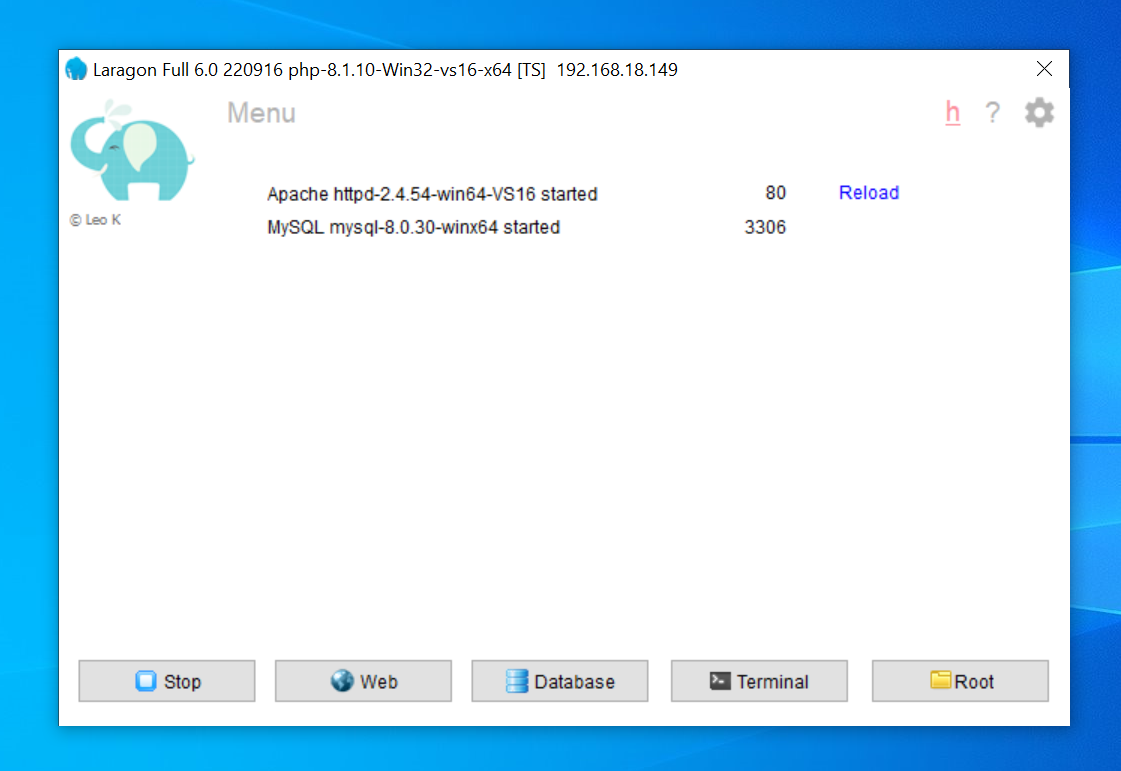 Laragon Full 6.0 220916 php-8.1.10-Win32-vs16-x64 [TS]  192.168.18.149
Menu
h
?
Apache httpd-2.4.54-win64-VS16 started 80 Reload
© Leo K
MySQL mysql-8.0.30-winx64 started 3306
Stop Web Database Terminal Root